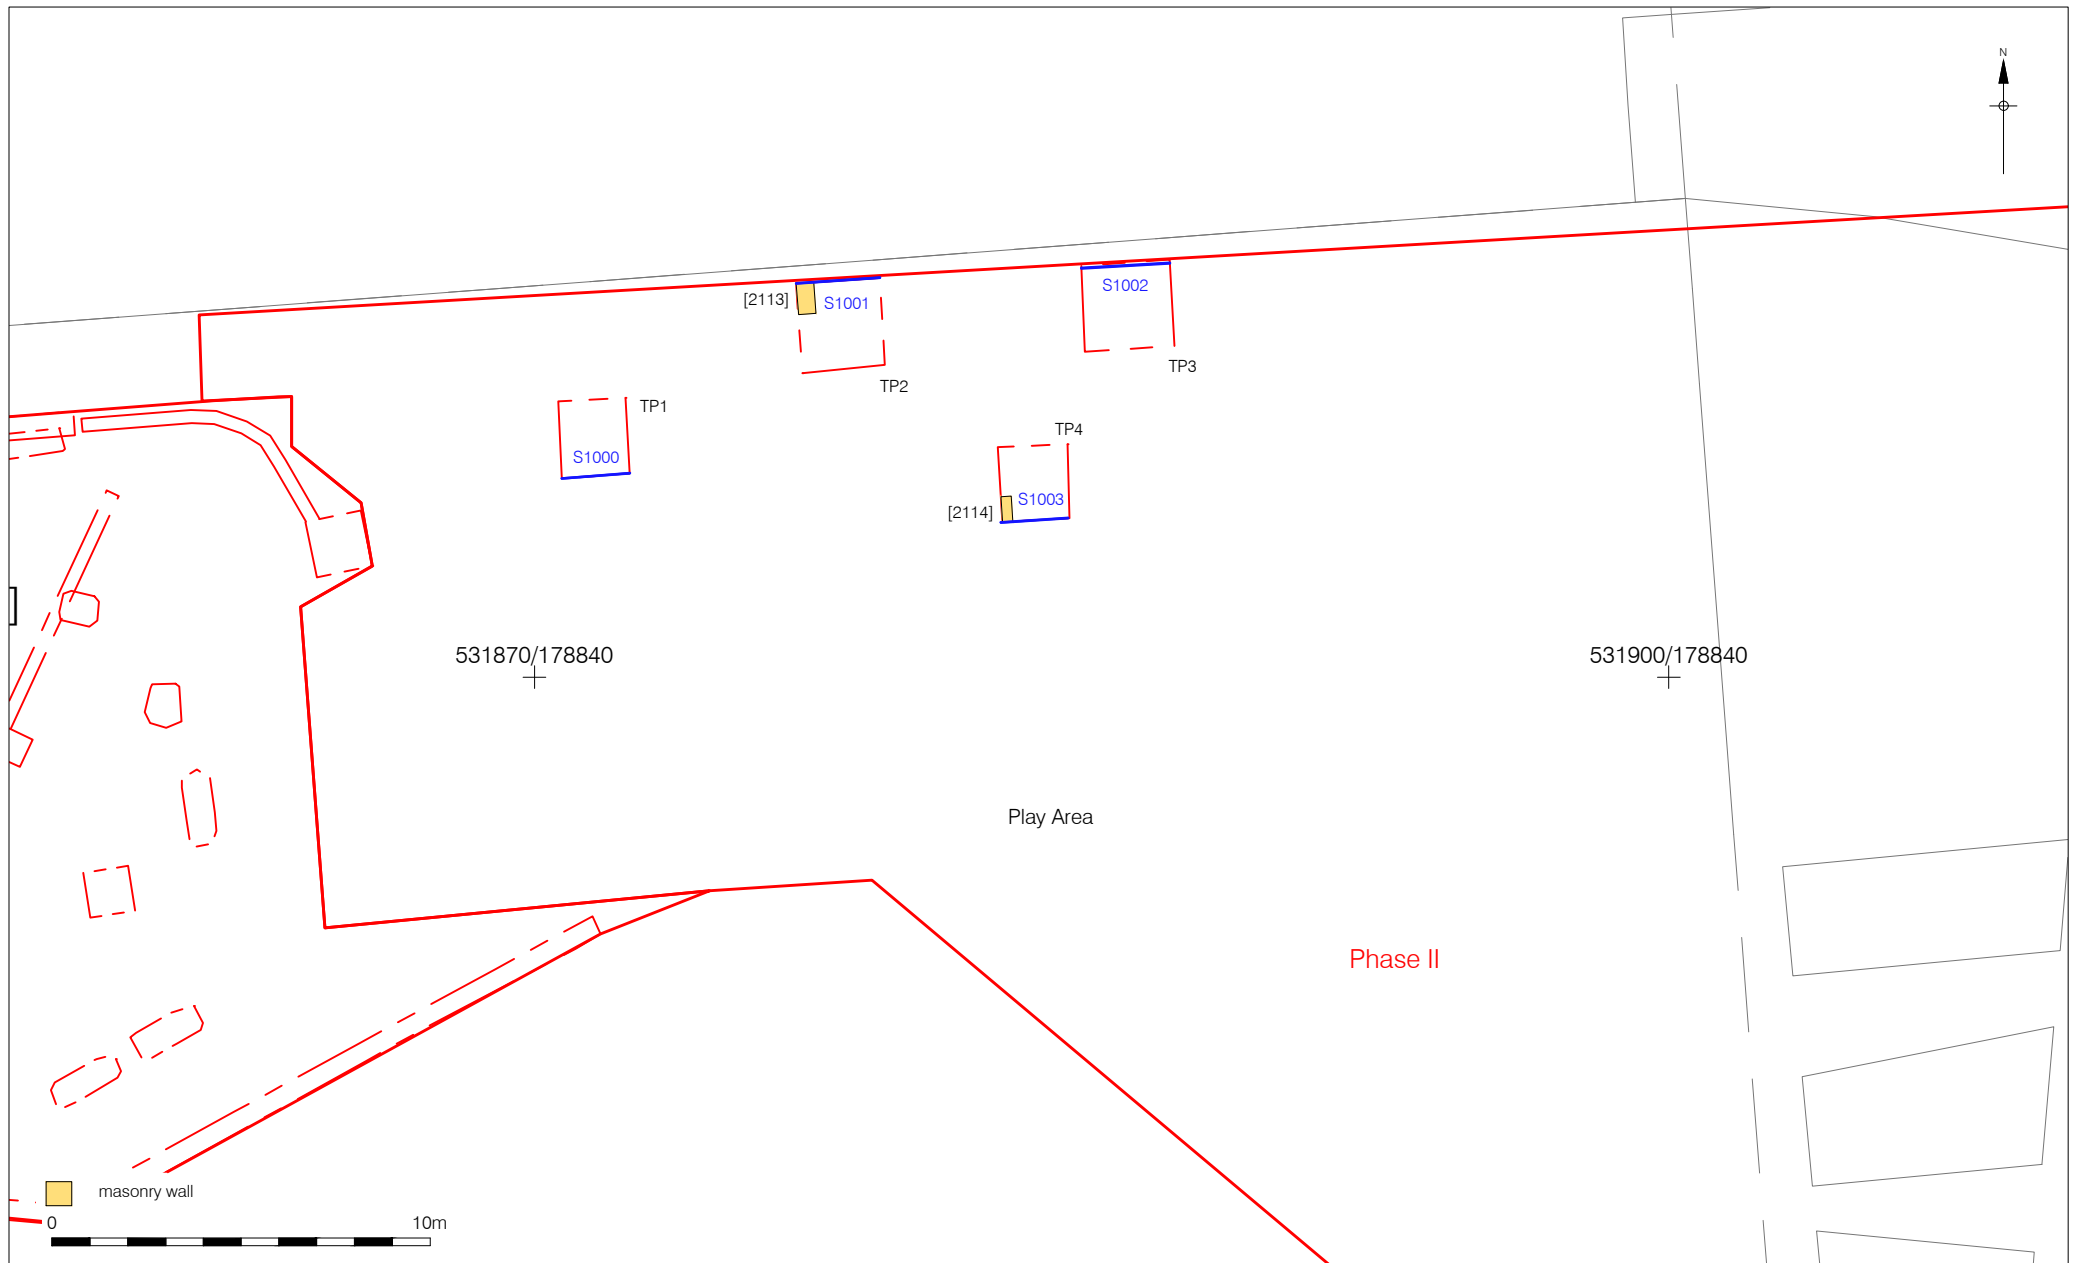 N
S1002
[2113]
S1001
TP3
TP2
TP1
TP4
S1000
S1003
[2114]
531870/178840
531900/178840
Play Area
Phase II
masonry wall
0
10m